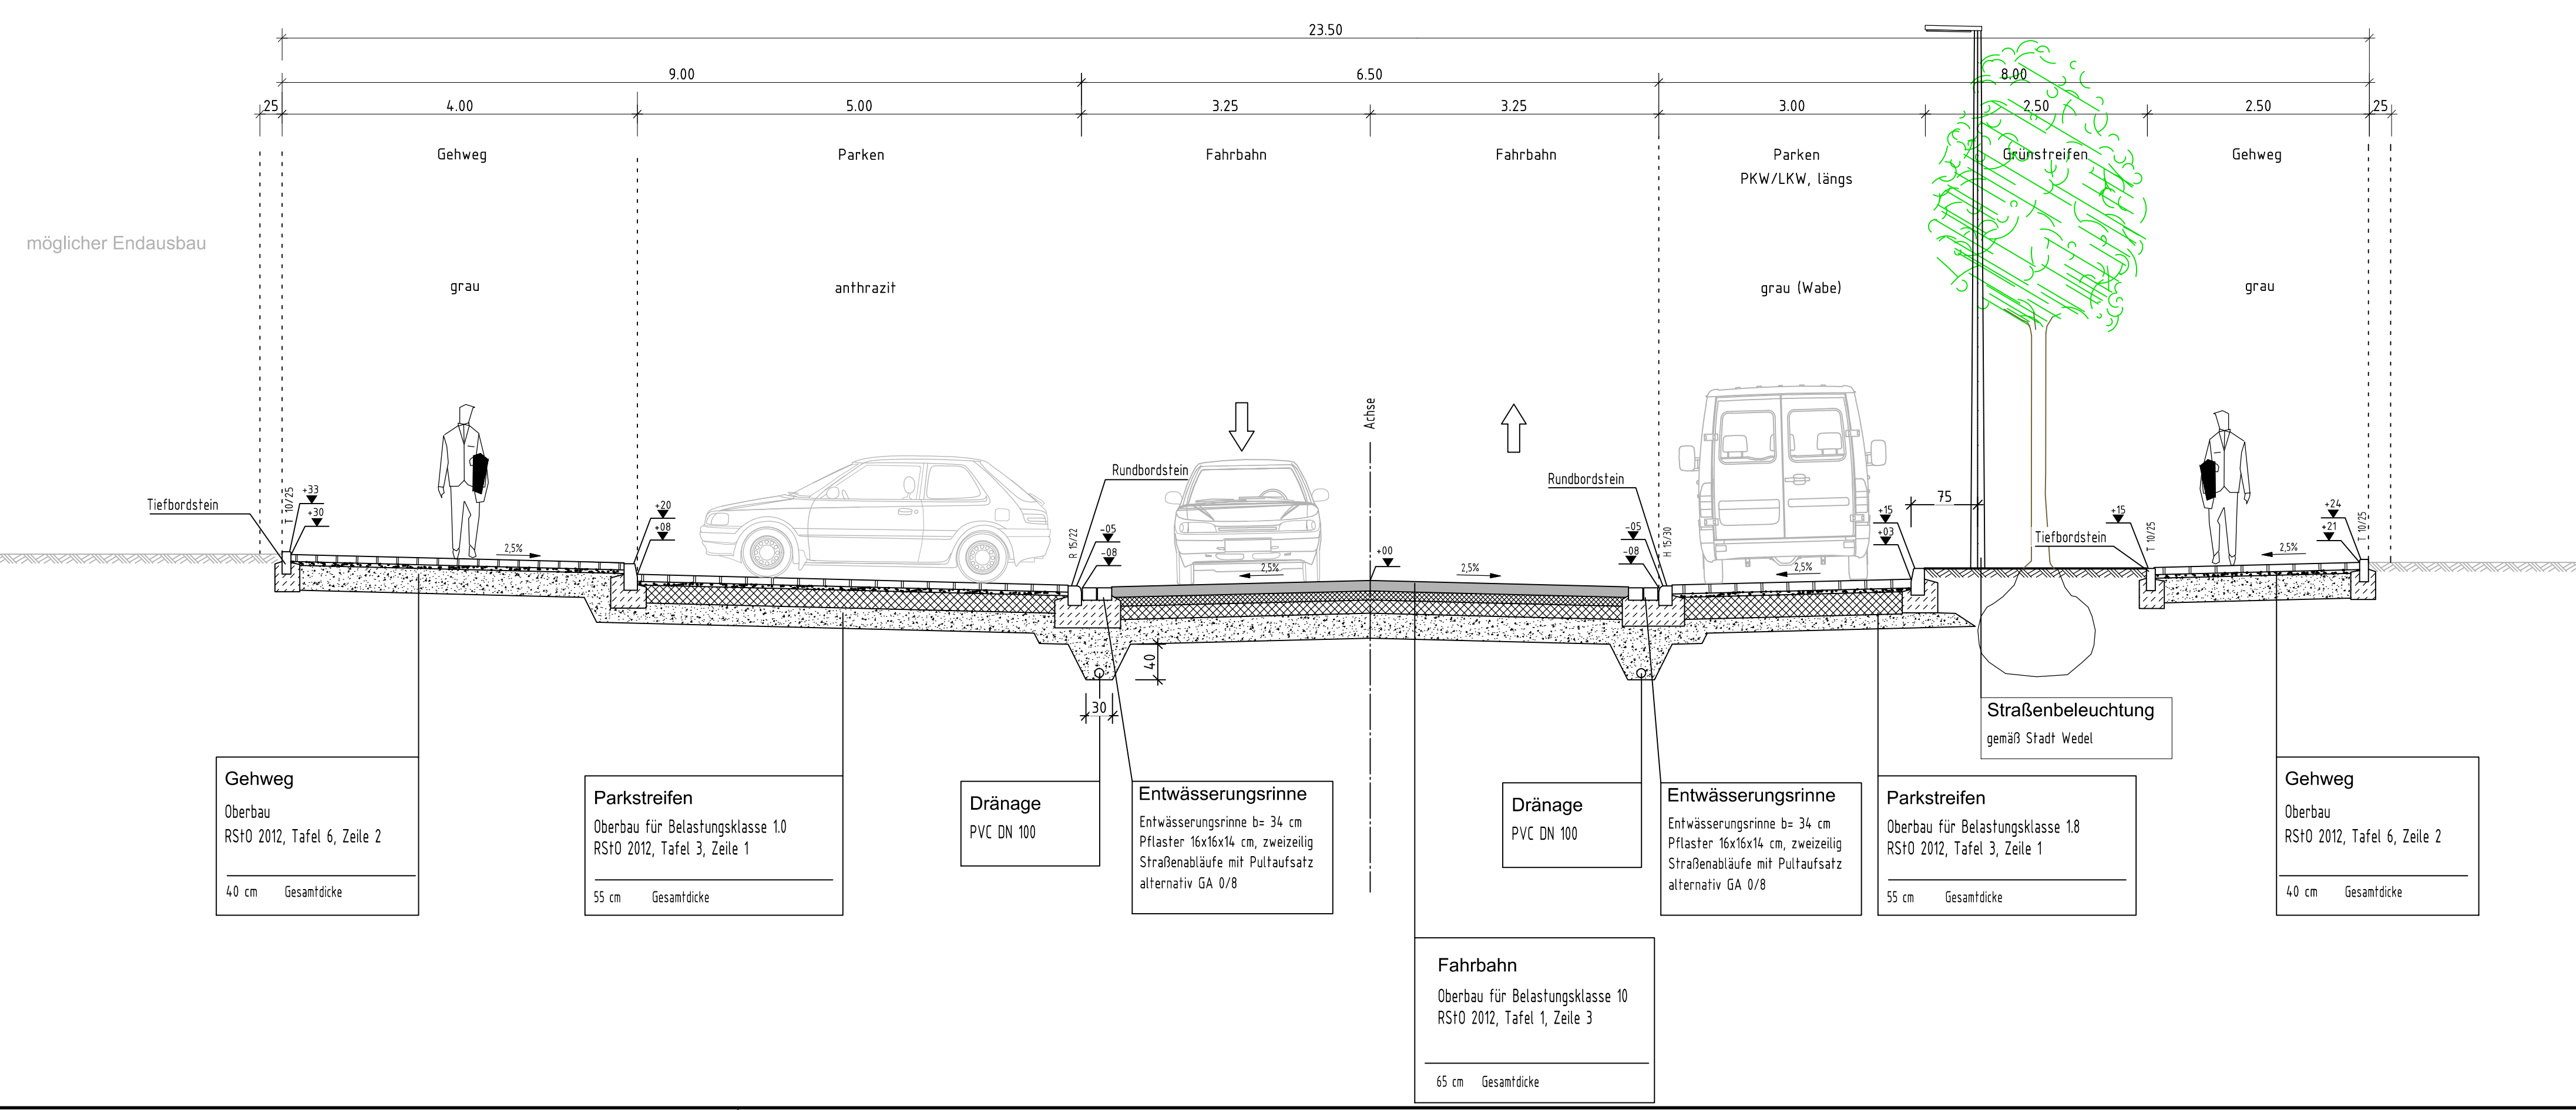 23.50
9.00 6.50 8.00
25 4.00 5.00 3.25 3.25 3.00 2.50 2.50 25
Gehweg Parken Fahrbahn Fahrbahn Parken Grünstreifen Gehweg
PKW/LKW, längs
möglicher Endausbau
grau anthrazit grau (Wabe) grau
Achse
Rundbordstein Rundbordstein
Tiefbordstein
T 10/25
+33
+30
2,5%
+20
+08
R 15/22
-05
-08
2,5%
+00
2,5%
-05
-08
H 15/30
2,5%
75
+15
+03
Tiefbordstein
+15
T 10/25
2,5%
+24
+21
T 10/25
40
30
Straßenbeleuchtung
gemäß Stadt Wedel
Gehweg
Oberbau
RStO 2012, Tafel 6, Zeile 2
40 cm Gesamtdicke
Parkstreifen
Oberbau für Belastungsklasse 1.0
RStO 2012, Tafel 3, Zeile 1
55 cm Gesamtdicke
Dränage
PVC DN 100
Entwässerungsrinne
Entwässerungsrinne b= 34 cm
Pflaster 16x16x14 cm, zweizeilig
Straßenabläufe mit Pultaufsatz
alternativ GA 0/8
Dränage
PVC DN 100
Entwässerungsrinne
Entwässerungsrinne b= 34 cm
Pflaster 16x16x14 cm, zweizeilig
Straßenabläufe mit Pultaufsatz
alternativ GA 0/8
Parkstreifen
Oberbau für Belastungsklasse 1.8
RStO 2012, Tafel 3, Zeile 1
55 cm Gesamtdicke
Gehweg
Oberbau
RStO 2012, Tafel 6, Zeile 2
40 cm Gesamtdicke
Fahrbahn
Oberbau für Belastungsklasse 10
RStO 2012, Tafel 1, Zeile 3
65 cm Gesamtdicke